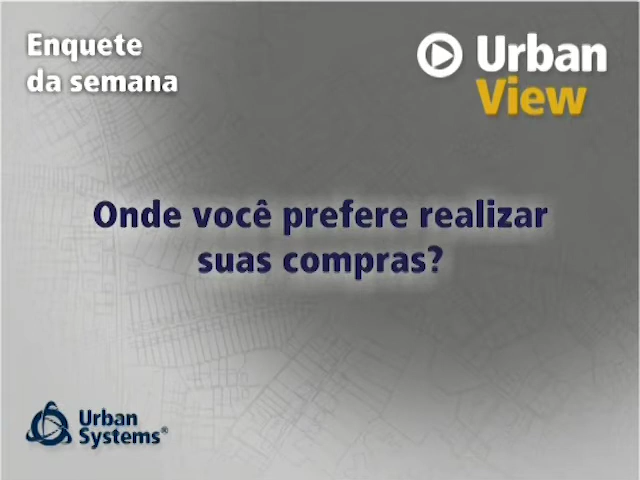 Enquete
da semana
Urban
View
Onde você prefere realizar
suas compras?
Urban
Systems®